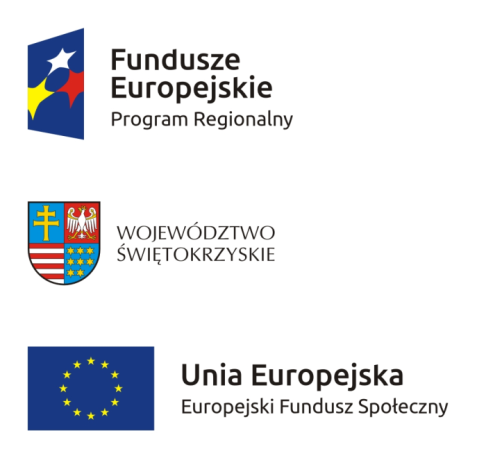 Fundusze
Europejskie
Program Regionalny
WOJEWÓDZTWO
ŚWIĘTOKRZYSKIE
Unia Europejska
Europejski Fundusz Społeczny